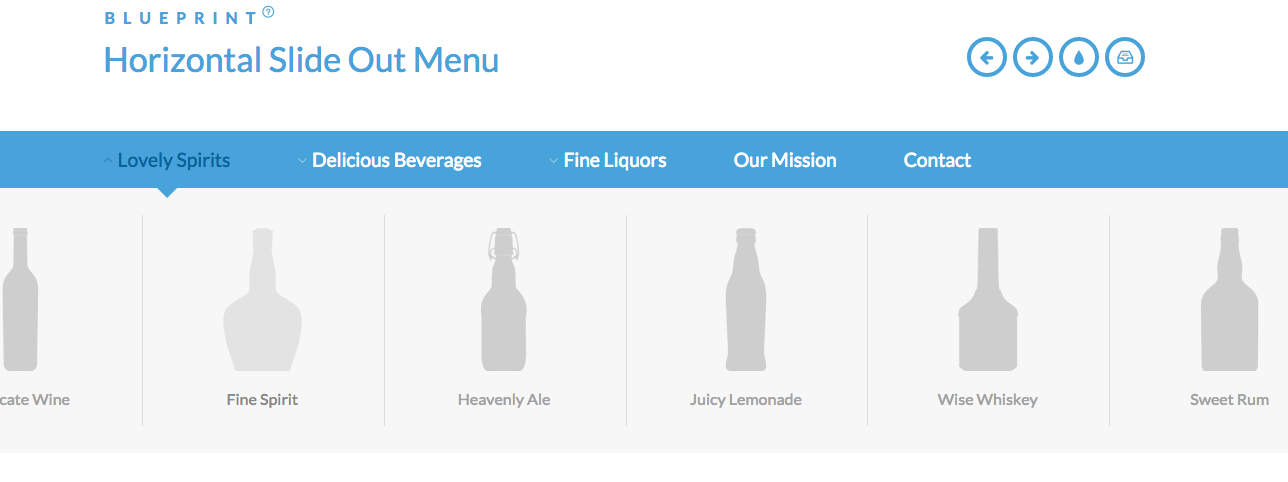 BLUEPRINT?
Horizontal Slide Out Menu
Lovely Spirits Delicious Beverages Fine Liquors Our Mission Contact
cate Wine Fine Spirit Heavenly Ale Juicy Lemonade Wise Whiskey Sweet Rum